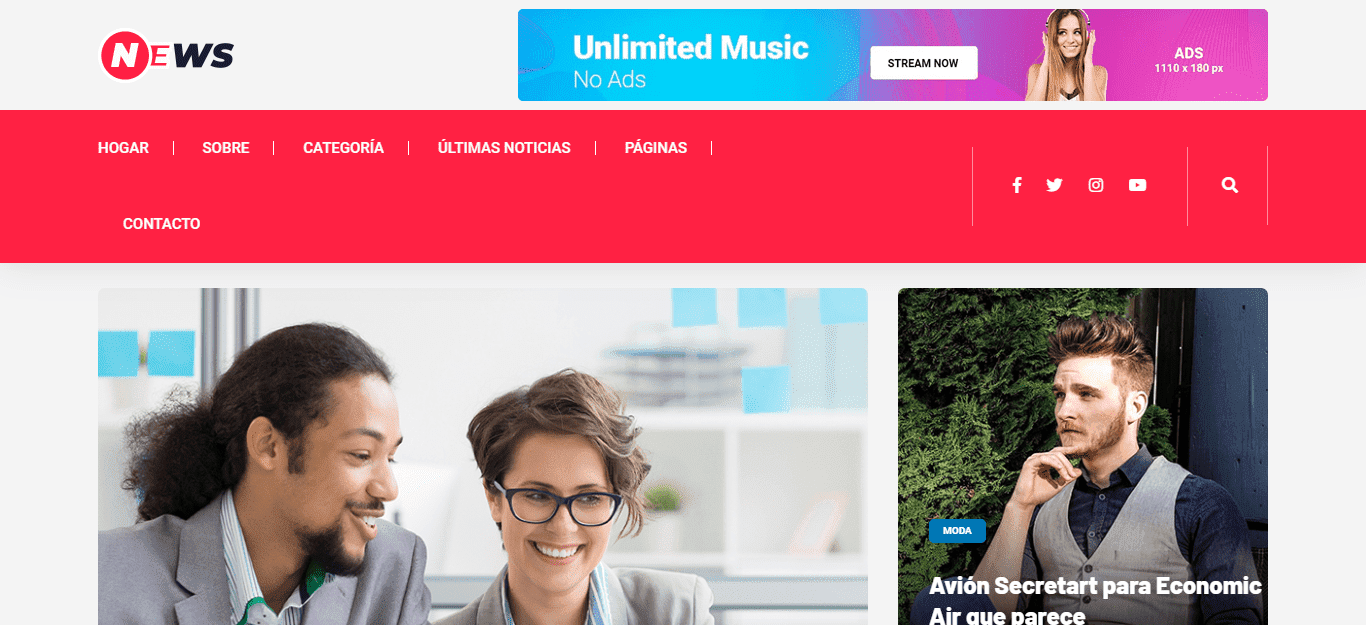 NEWS
Unlimited Music
No Ads
STREAM NOW
ADS
1110 x 180 px
HOGAR
SOBRE
CATEGORÍA
ÚLTIMAS NOTICIAS
PÁGINAS
CONTACTO
MODA
Avión Secretart para Economic
Air que parece